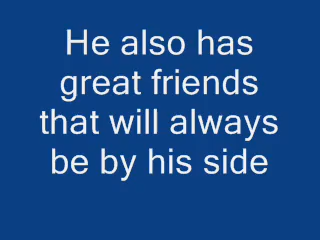 He also has
great friends
that will always
be by his side